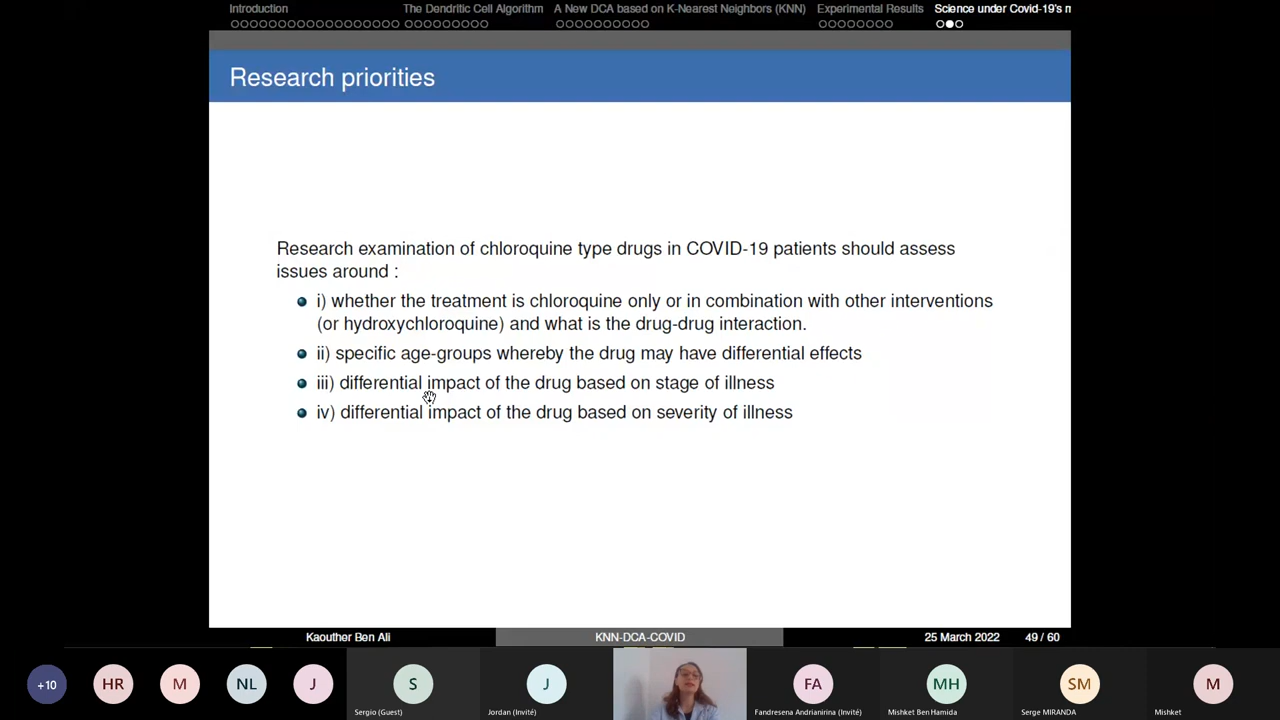 Introduction The Dendritic Cell Algorithm A New DCA based on K-Nearest Neighbors (KNN) Experimental Results Science under Covid-19's m
Research priorities
Research examination of chloroquine type drugs in COVID-19 patients should assess
issues around :
i) whether the treatment is chloroquine only or in combination with other interventions
(or hydroxychloroquine) and what is the drug-drug interaction.
ii) specific age-groups whereby the drug may have differential effects
iii) differential impact of the drug based on stage of illness
iv) differential impact of the drug based on severity of illness
Kaouther Ben Ali KNN-DCA-COVID 25 March 2022 49 / 60
+10 HR M NL J S J FA MH SM M
Sergio (Guest) Jordan (Invité) Fandresena Andrianirina (Invité) Mishket Ben Hamida Serge MIRANDA Mishket